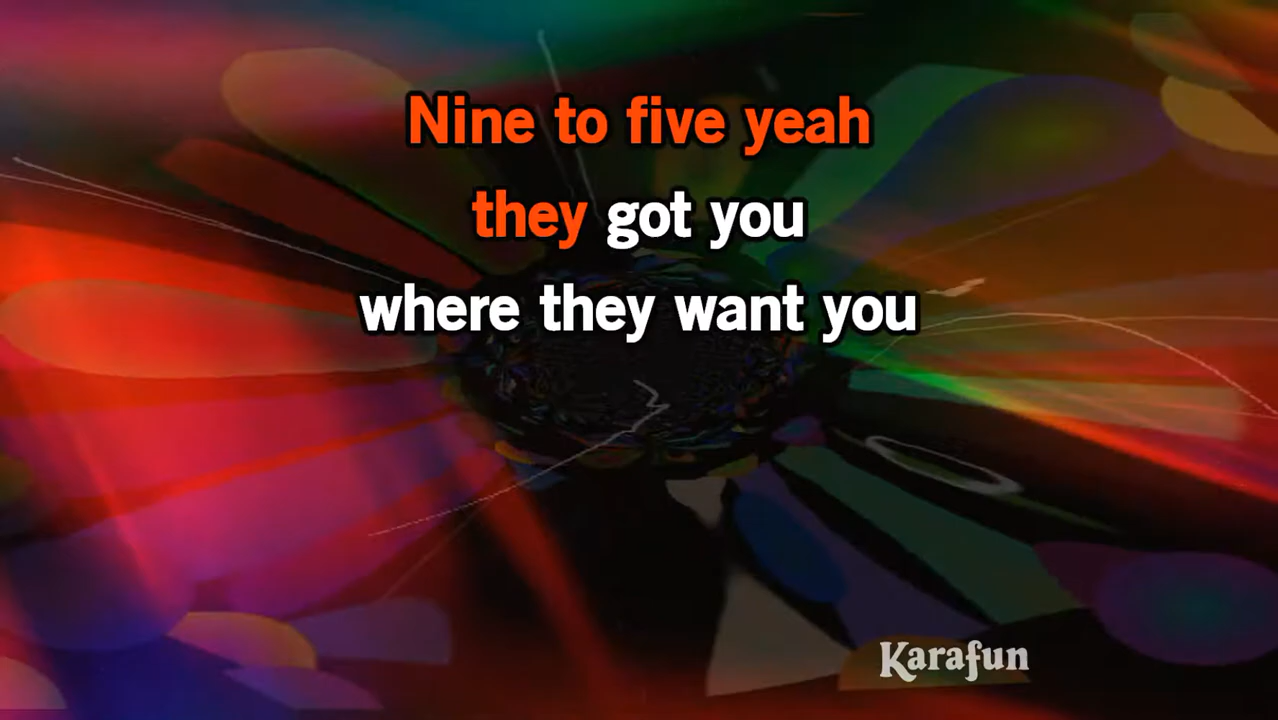 Nine to five yeah
they got you
where they want you
Karafun